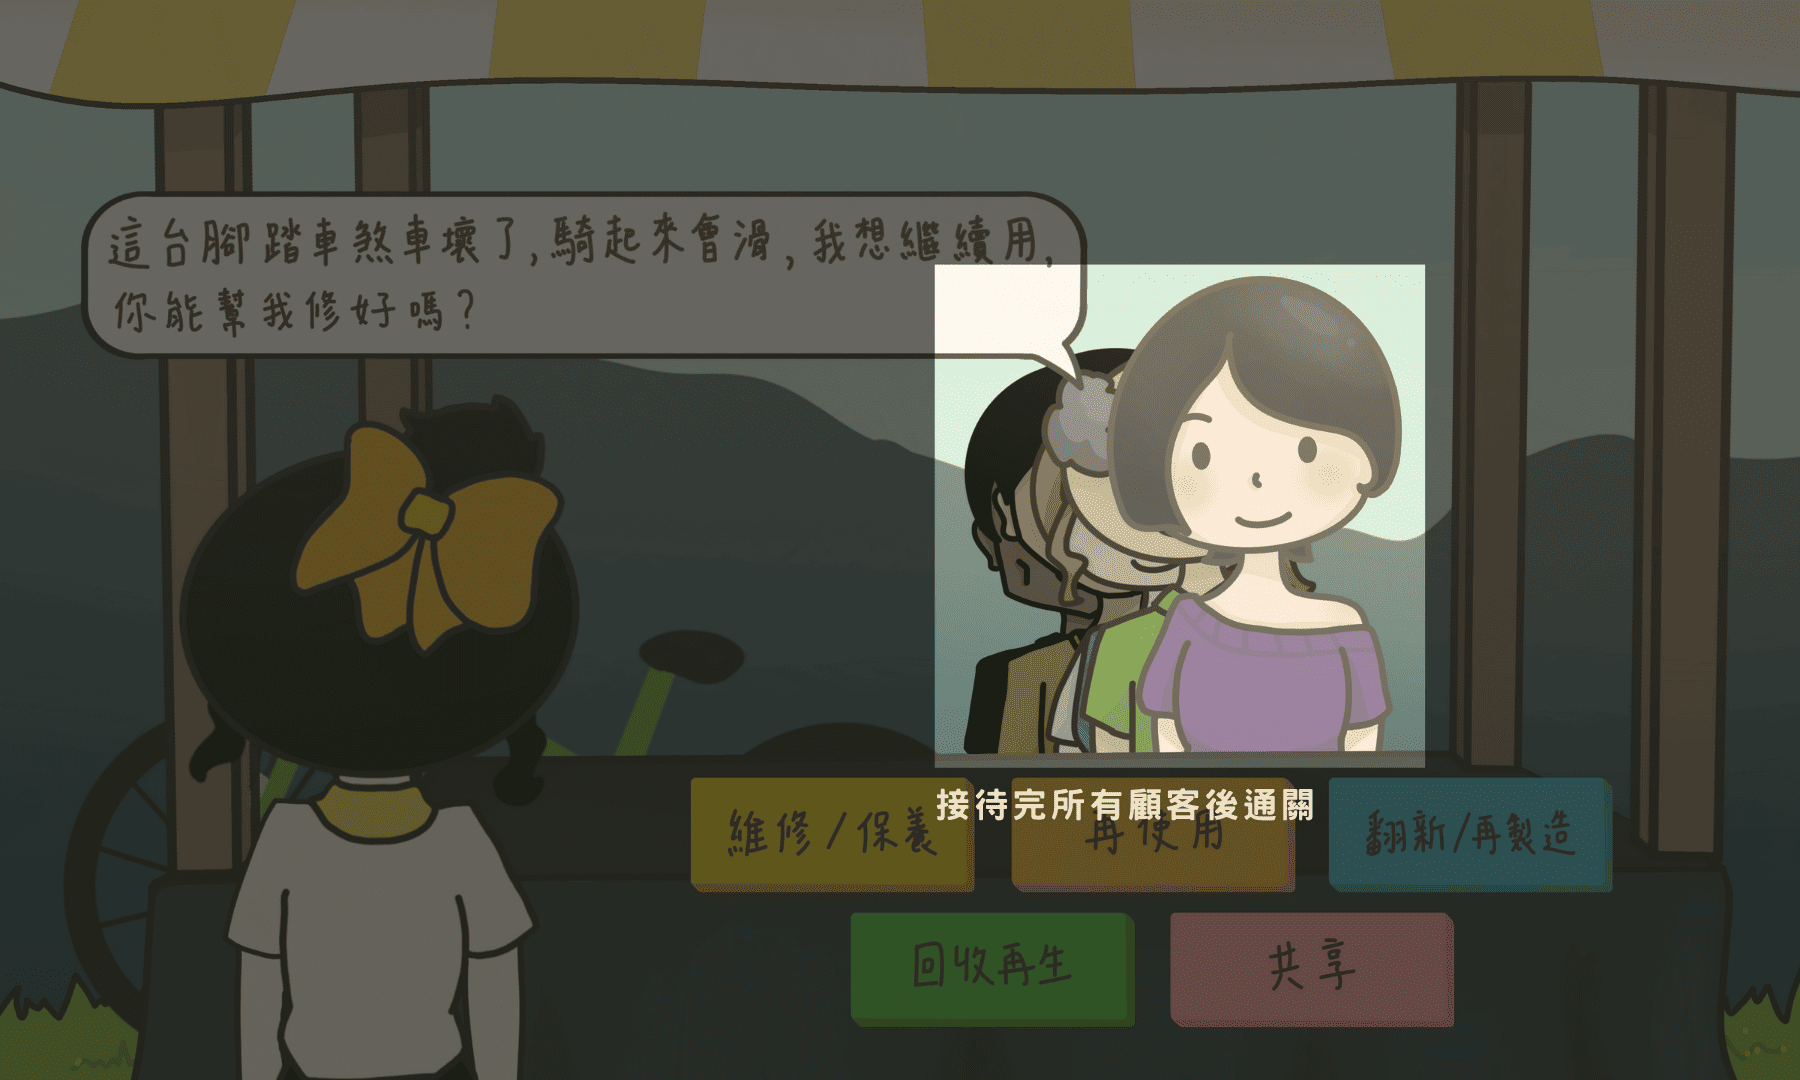 這台腳踏車煞車壞了,騎起來會滑,我想繼續用,
你能幫我修好嗎?
接待完所有顧客後通關
維修/保養
再使用
翻新/再製造
回收再生
共享